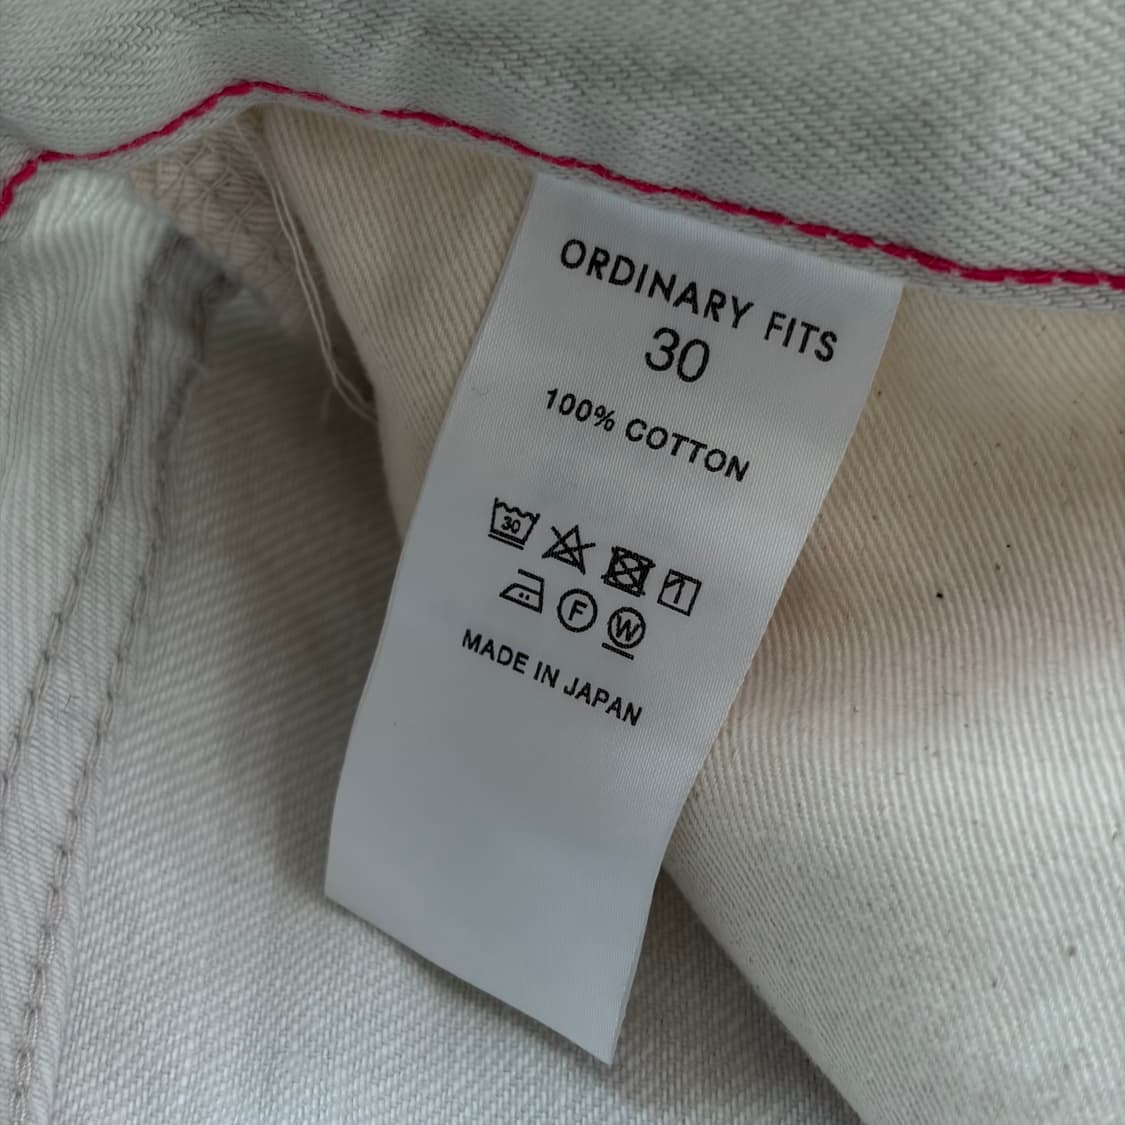 ORDINARY FITS
30
100% COTTON
30
F W
MADE IN JAPAN